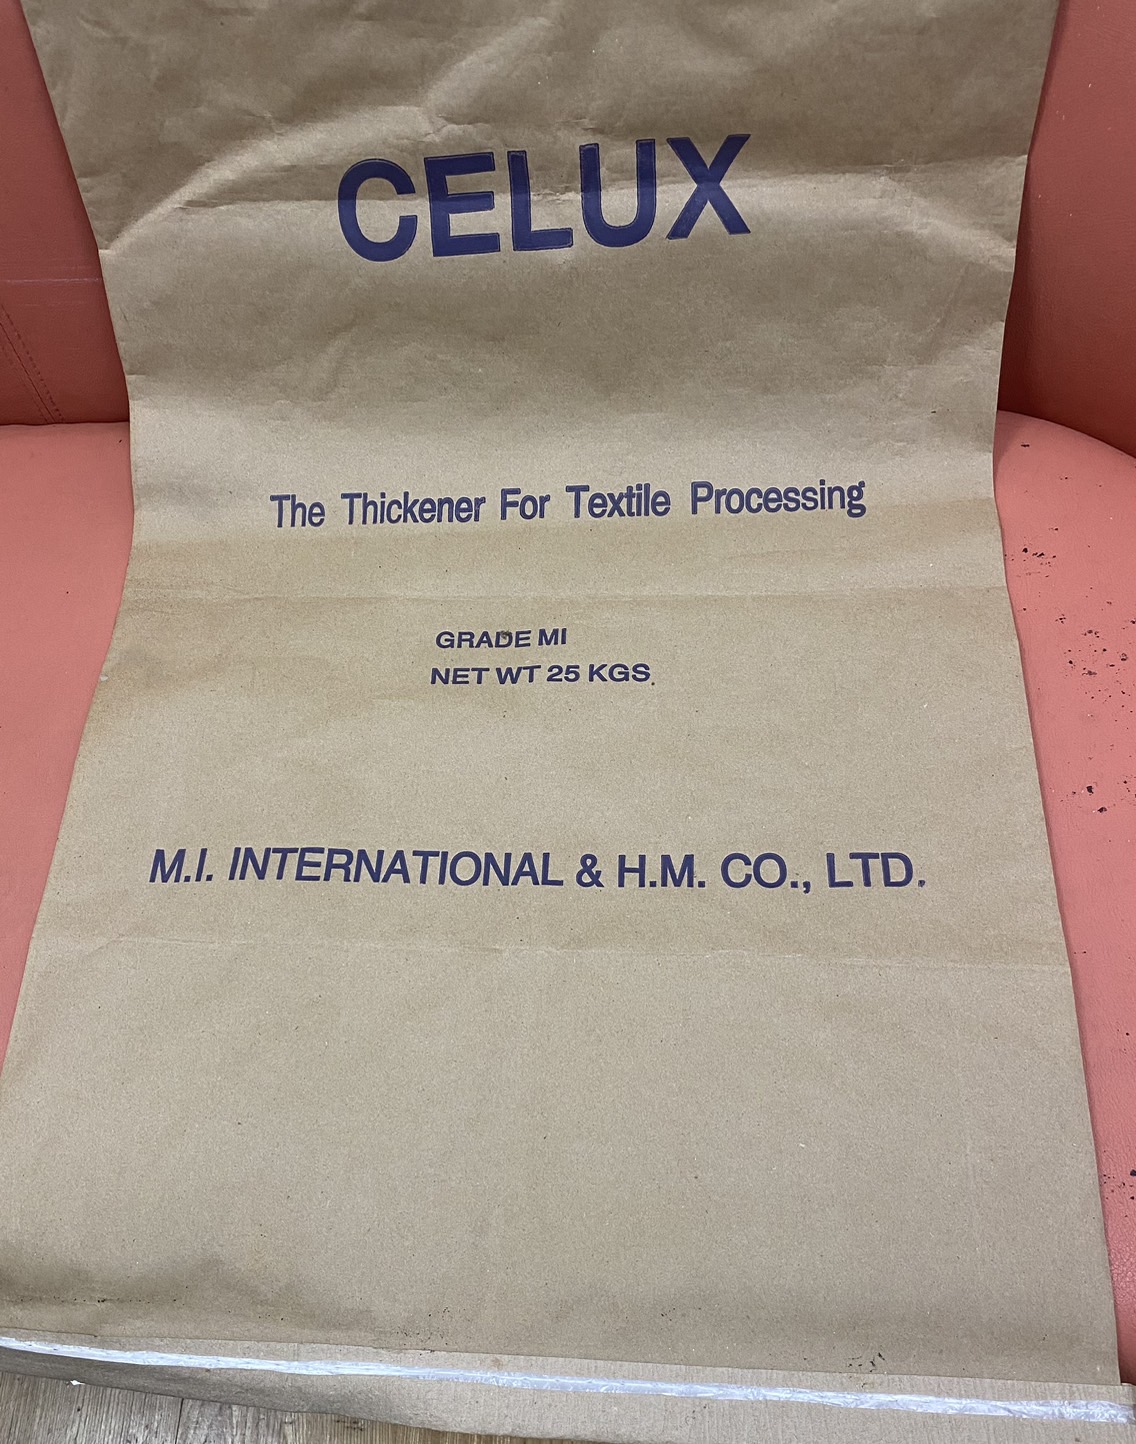 CELUX
The Thickener For Textile Processing
GRADE MI
NET WT 25 KGS.
M.I. INTERNATIONAL & H.M. CO., LTD.